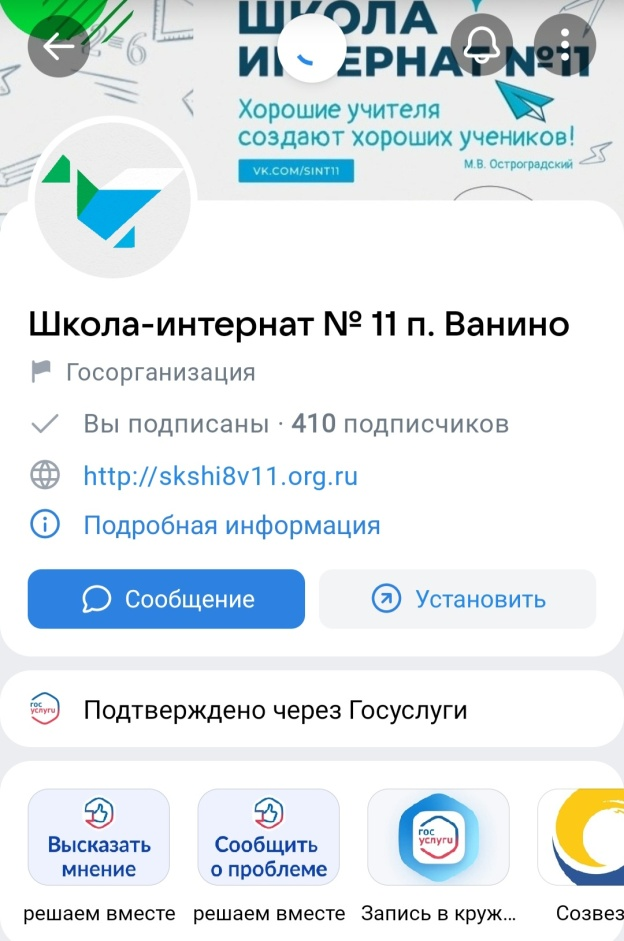 ШКОЛА
№11
Хорошие учителя
создают хороших учеников!
М.В. Остроградский
VK.COM/SINT11
Школа-интернат № 11 п. Ванино
Госорганизация
Вы подписаны · 410 подписчиков
http://skshi8v11.org.ru
Подробная информация
Сообщение
Установить
гос
услуги
Подтверждено через Госуслуги
Высказать
мнение
Сообщить
о проблеме
гос
услуги
решаем вместе
решаем вместе
Запись в круж...
Созвез